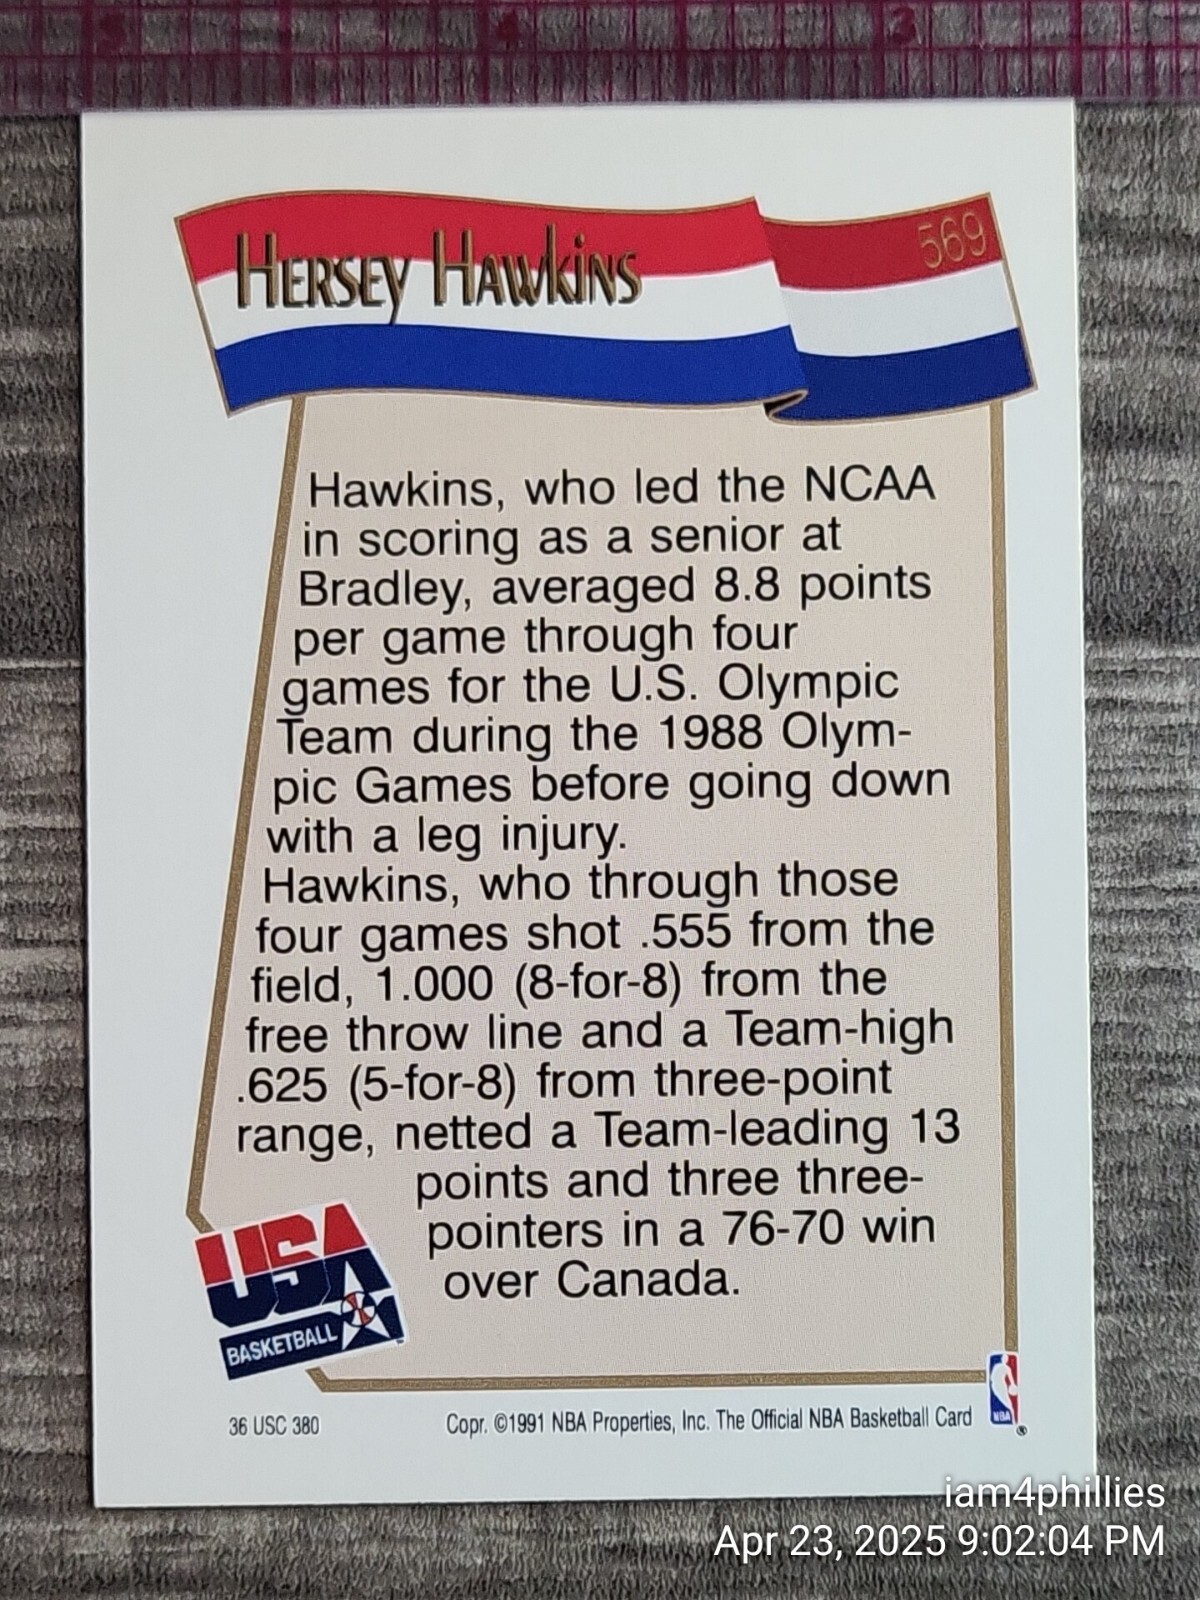 5 4 3
HERSEY HAWKINS
569
Hawkins, who led the NCAA
in scoring as a senior at
Bradley, averaged 8.8 points
per game through four
games for the U.S. Olympic
Team during the 1988 Olym-
pic Games before going down
with a leg injury.
Hawkins, who through those
four games shot .555 from the
field, 1.000 (8-for-8) from the
free throw line and a Team-high
.625 (5-for-8) from three-point
range, netted a Team-leading 13
points and three three-
pointers in a 76-70 win
over Canada.
USA
BASKETBALL
NBA
®
36 USC 380
Copr. ©1991 NBA Properties, Inc. The Official NBA Basketball Card
iam4phillies
Apr 23, 2025 9:02:04 PM